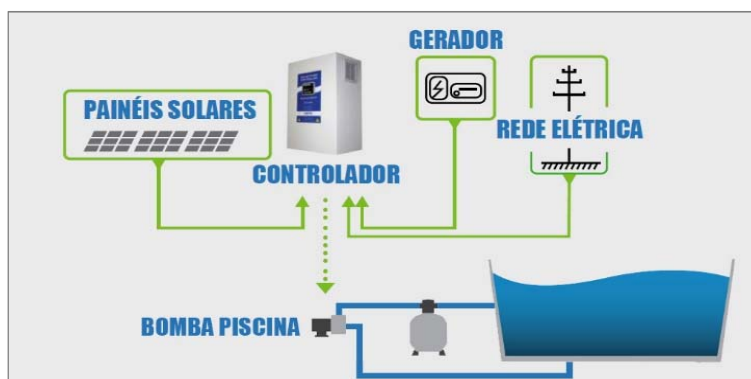 GERADOR
PAINÉIS SOLARES
REDE ELÉTRICA
CONTROLADOR
BOMBA PISCINA